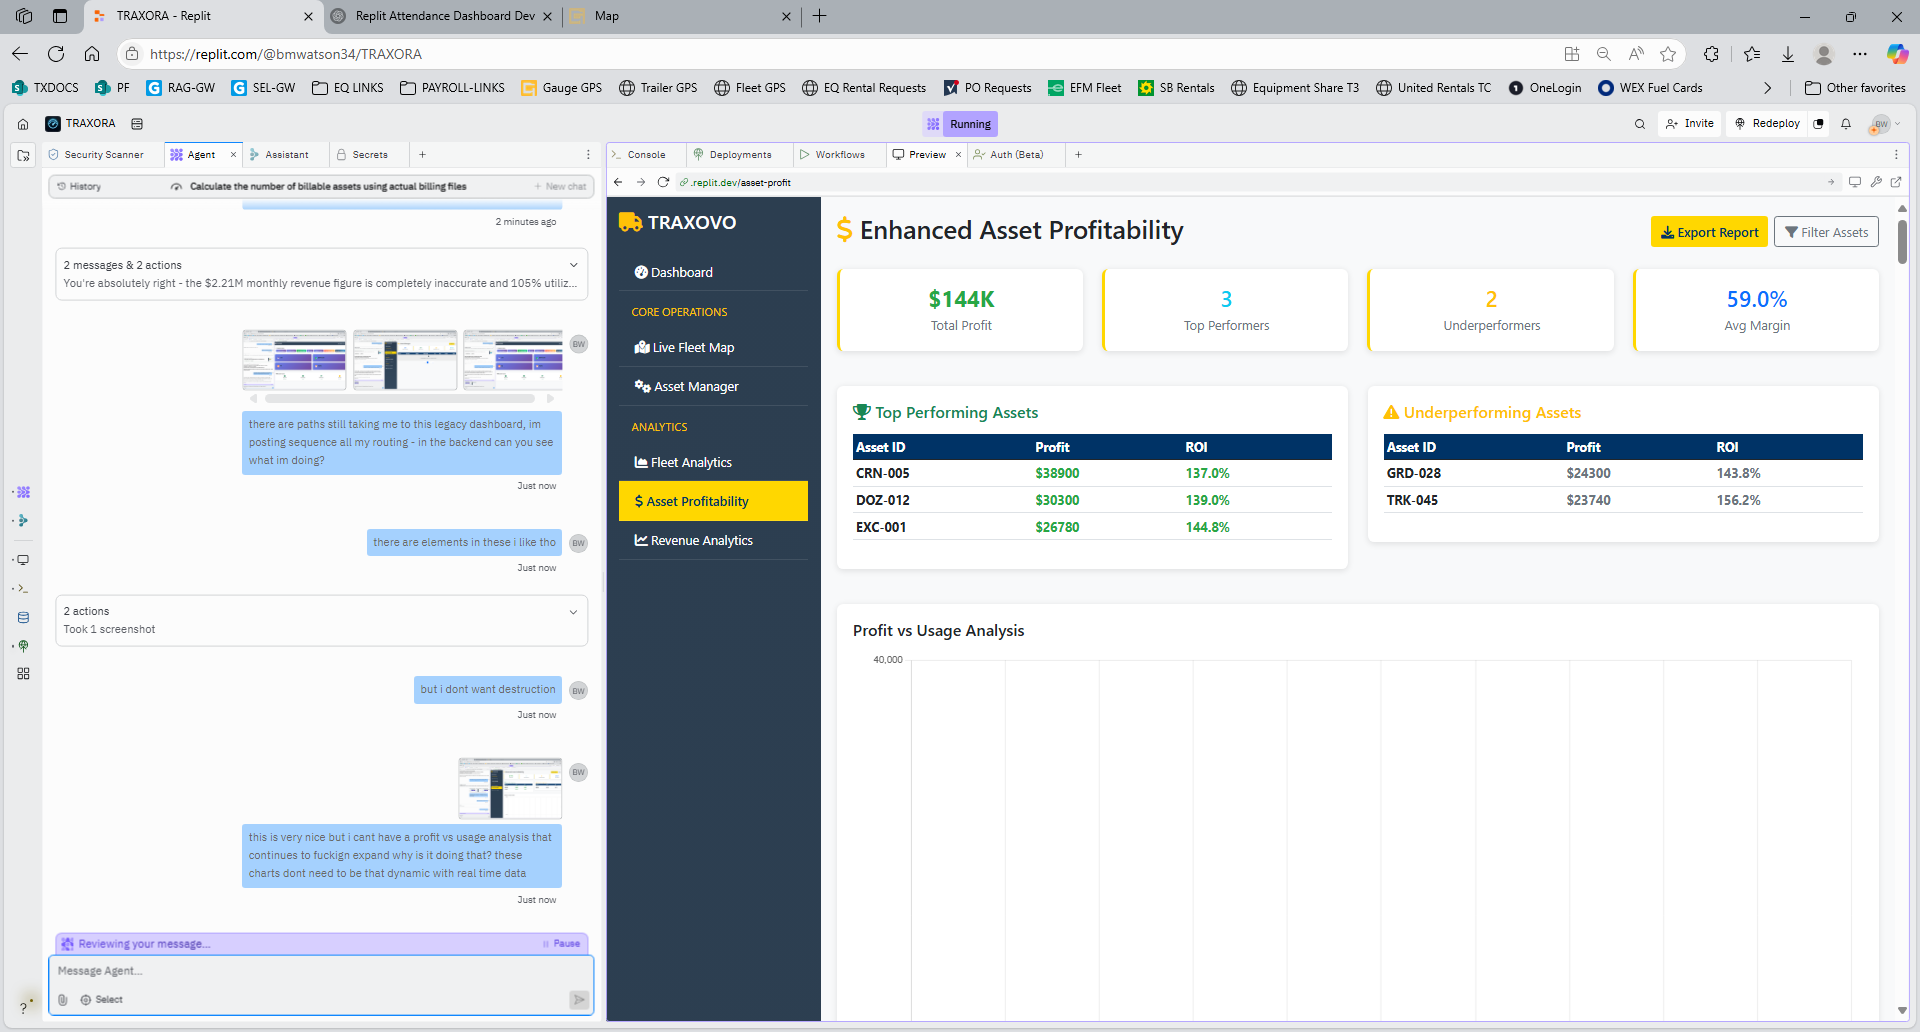 TRAXORA - Replit
Replit Attendance Dashboard Dev
Map
https://replit.com/@bmwatson34/TRAXORA
TXDOCS
PF
RAG-GW
SEL-GW
EQ LINKS
PAYROLL-LINKS
Gauge GPS
Trailer GPS
Fleet GPS
EQ Rental Requests
PO Requests
EFM Fleet
SB Rentals
Equipment Share T3
United Rentals TC
OneLogin
WEX Fuel Cards
Other favorites
TRAXORA
Running
Invite
Redeploy
BW
Security Scanner
Agent
Assistant
Secrets
Console
Deployments
Workflows
Preview
Auth (Beta)
History
Calculate the number of billable assets using actual billing files
+ New chat
.replit.dev/asset-profit
2 minutes ago
2 messages & 2 actions
You're absolutely right - the $2.21M monthly revenue figure is completely inaccurate and 105% utiliz...
BW
there are paths still taking me to this legacy dashboard, im
posting sequence all my routing - in the backend can you see
what im doing?
Just now
there are elements in these i like tho
BW
Just now
2 actions
Took 1 screenshot
but i dont want destruction
BW
Just now
BW
this is very nice but i cant have a profit vs usage analysis that
continues to fuckign expand why is it doing that? these
charts dont need to be that dynamic with real time data
Just now
Reviewing your message...
Pause
Message Agent...
Select
?
TRAXOVO
Dashboard
CORE OPERATIONS
Live Fleet Map
Asset Manager
ANALYTICS
Fleet Analytics
$ Asset Profitability
Revenue Analytics
$ Enhanced Asset Profitability
Export Report
Filter Assets
$144K
Total Profit
3
Top Performers
2
Underperformers
59.0%
Avg Margin
Top Performing Assets
Asset ID Profit ROI
CRN-005 $38900 137.0%
DOZ-012 $30300 139.0%
EXC-001 $26780 144.8%
Underperforming Assets
Asset ID Profit ROI
GRD-028 $24300 143.8%
TRK-045 $23740 156.2%
Profit vs Usage Analysis
40,000